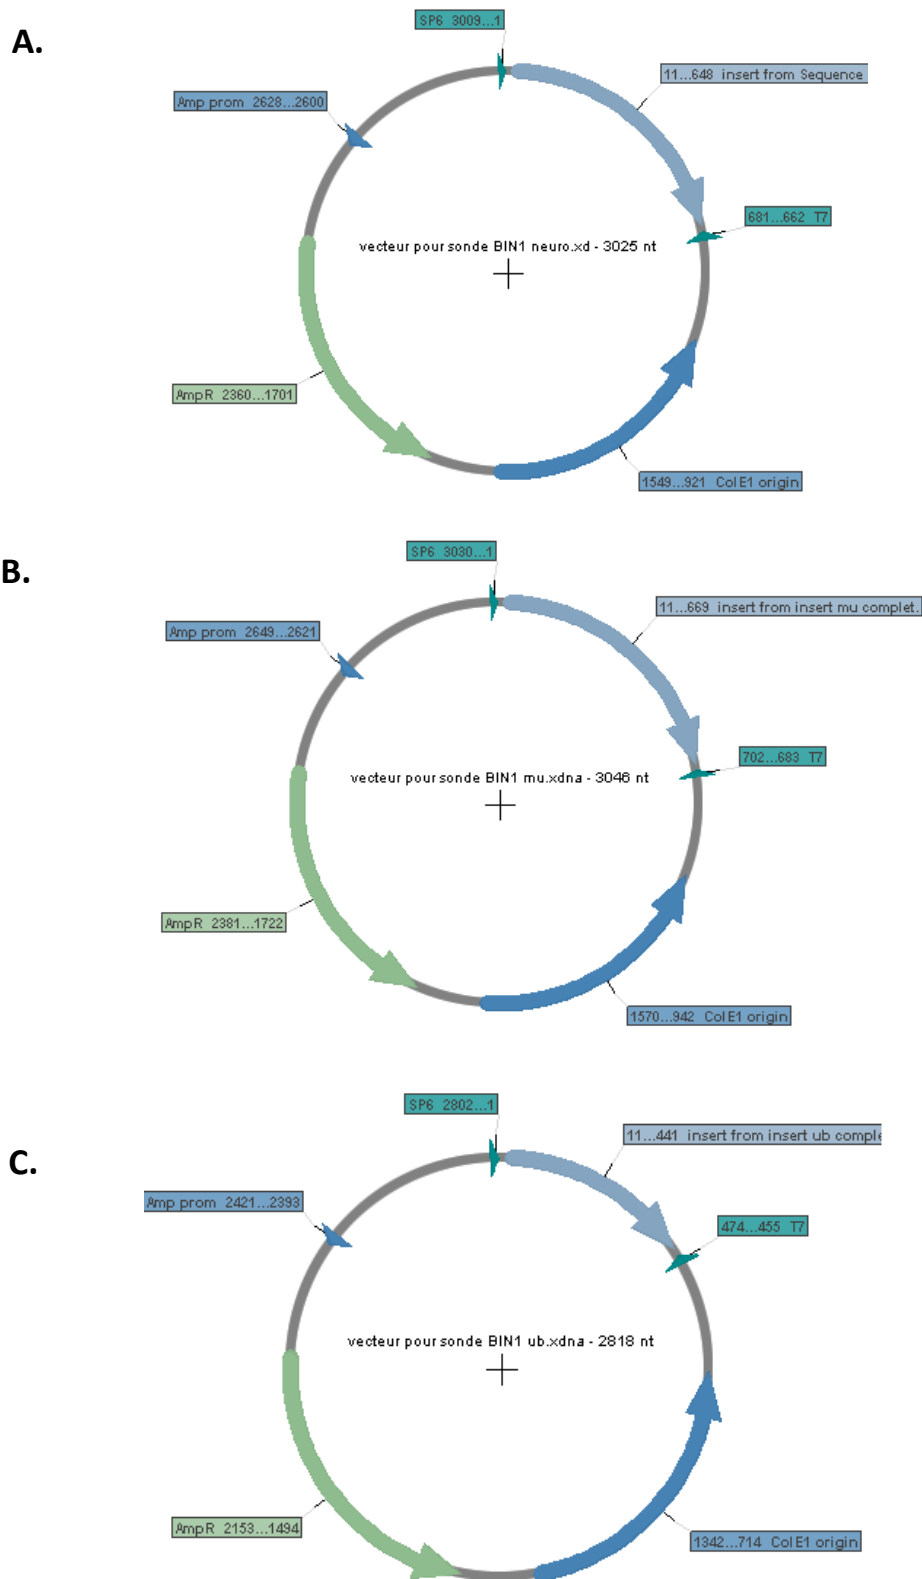 A.
SP6 3009...1
11...648 insert from Sequence
Amp prom 2628...2600
681...662 T7
vecteur pour sonde BIN1 neuro.xd - 3025 nt
AmpR 2360...1701
1549...921 ColE1 origin
B.
SP6 3030...1
11...669 insert from insert mu complet.
Amp prom 2649...2621
702...683 T7
vecteur pour sonde BIN1 mu.xdna - 3046 nt
AmpR 2381...1722
1570...942 ColE1 origin
C.
SP6 2802...1
11...441 insert from insert ub comple
Amp prom 2421...2393
474...455 T7
vecteur pour sonde BIN1 ub.xdna - 2818 nt
AmpR 2153...1494
1342...714 ColE1 origin